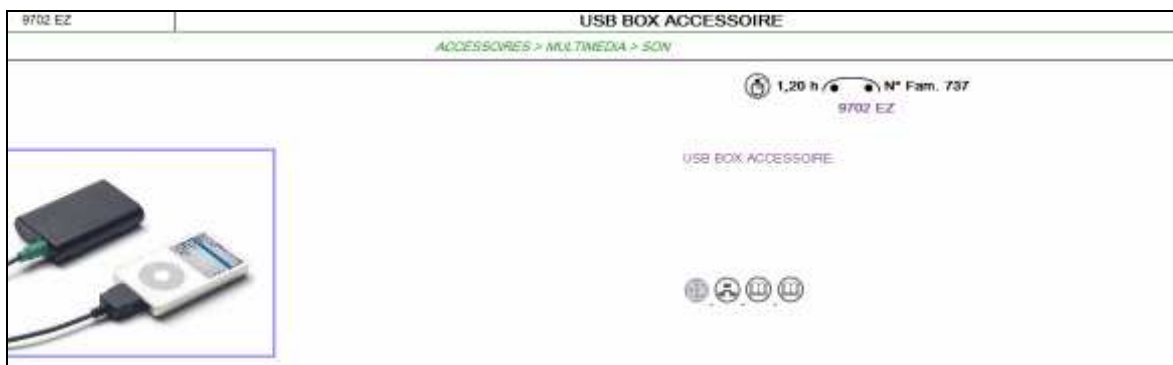 9702 EZ
USB BOX ACCESSOIRE
ACCESSOIRES > MULTIMEDIA > SON
1,20 h N° Fam. 737
9702 EZ
USB BOX ACCESSOIRE